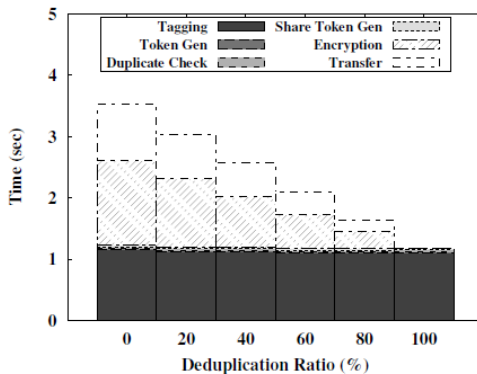 5
4
3
2
1
0
Time (sec)
Tagging
Token Gen
Duplicate Check
Share Token Gen
Encryption
Transfer
0 20 40 60 80 100
Deduplication Ratio (%)